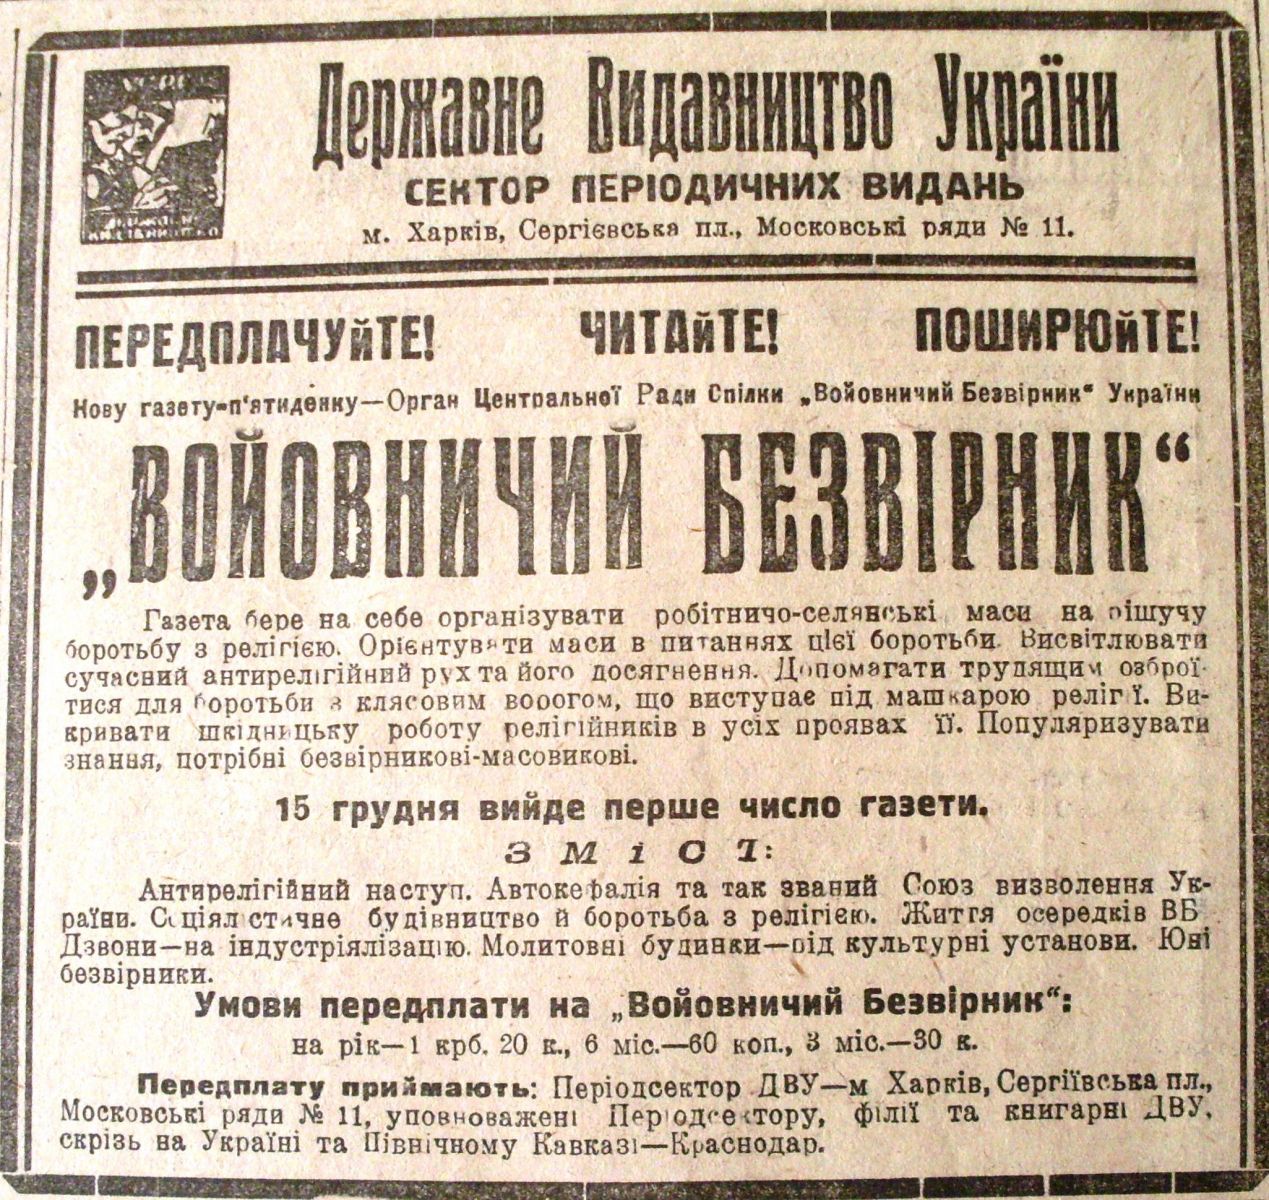 Державне Видавництво України
СЕКТОР ПЕРІОДИЧНИХ ВИДАНЬ
м. Харків, Сергієвська пл., Московські ряди № 11.
ПЕРЕДПЛАЧУЙТЕ! ЧИТАЙТЕ! ПОШИРЮЙТЕ!
Нову газету-п'ятиденку—Орган Центральної Ради Спілки „Войовничий Безвірник“ України
„ВОЙОВНИЧИЙ БЕЗВІРНИК“
Газета бере на себе організувати робітничо-селянські маси на рішучу
боротьбу з релігією. Орієнтувати маси в питаннях цієї боротьби. Висвітлювати
сучасний антирелігійний рух та його досягнення. Допомагати трудящим озброї-
тися для боротьби з клясовим ворогом, що виступає під машкарою релігії. Ви-
кривати шкідницьку роботу релігійників в усіх проявах її. Популяризувати
знання, потрібні безвірникові-масовикові.
15 грудня вийде перше число газети.
ЗМІСТ:
Антирелігійний наступ. Автокефалія та так званий Союз визволення Ук-
раїни. Соціялістичне будівництво й боротьба з релігією. Життя осередків ВБ
Дзвони—на індустріялізацію. Молитовні будинки—під культурні установи. Юні
безвірники.
Умови передплати на „Войовничий Безвірник“:
на рік—1 крб. 20 к., 6 міс.—60 коп., 3 міс.—30 к.
Передплату приймають: Періодсектор ДВУ—м Харків, Сергіївська пл.,
Московські ряди № 11, уповноважені Періодсектору, філії та книгарні ДВУ,
скрізь на Україні та Північному Кавказі—Краснодар.